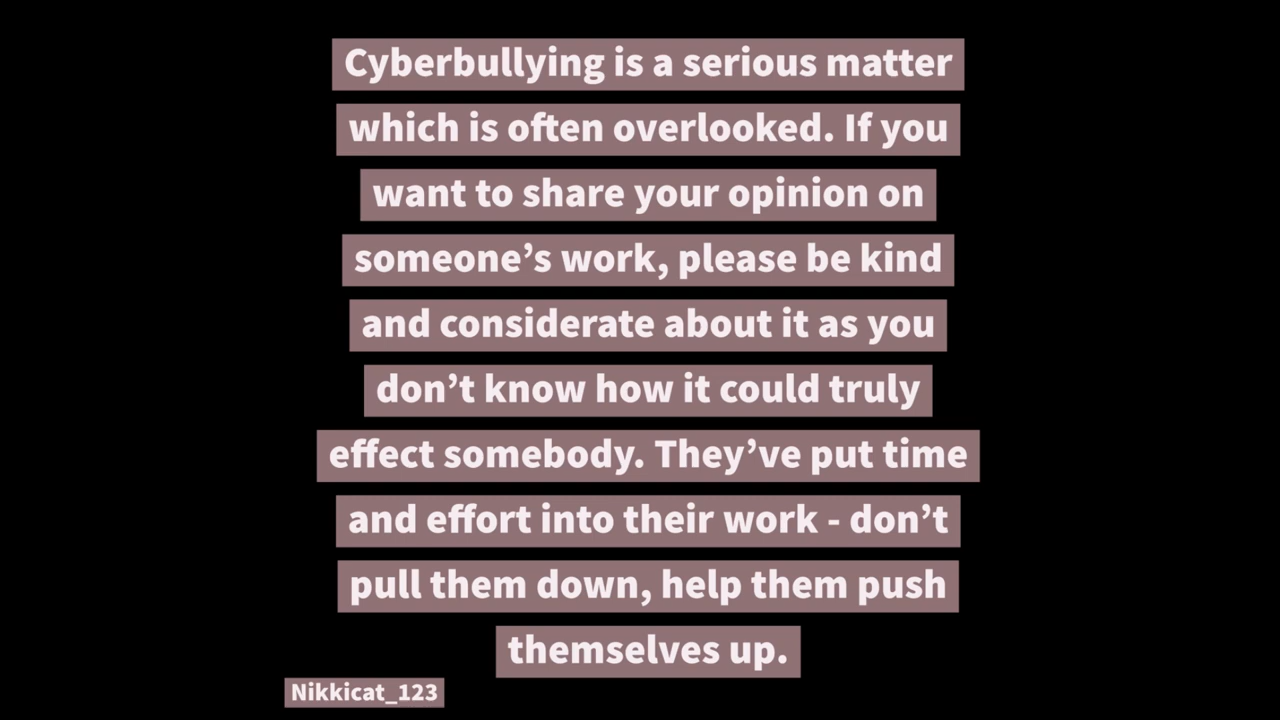 Cyberbullying is a serious matter
which is often overlooked. If you
want to share your opinion on
someone’s work, please be kind
and considerate about it as you
don’t know how it could truly
effect somebody. They’ve put time
and effort into their work - don’t
pull them down, help them push
themselves up.
Nikkicat_123